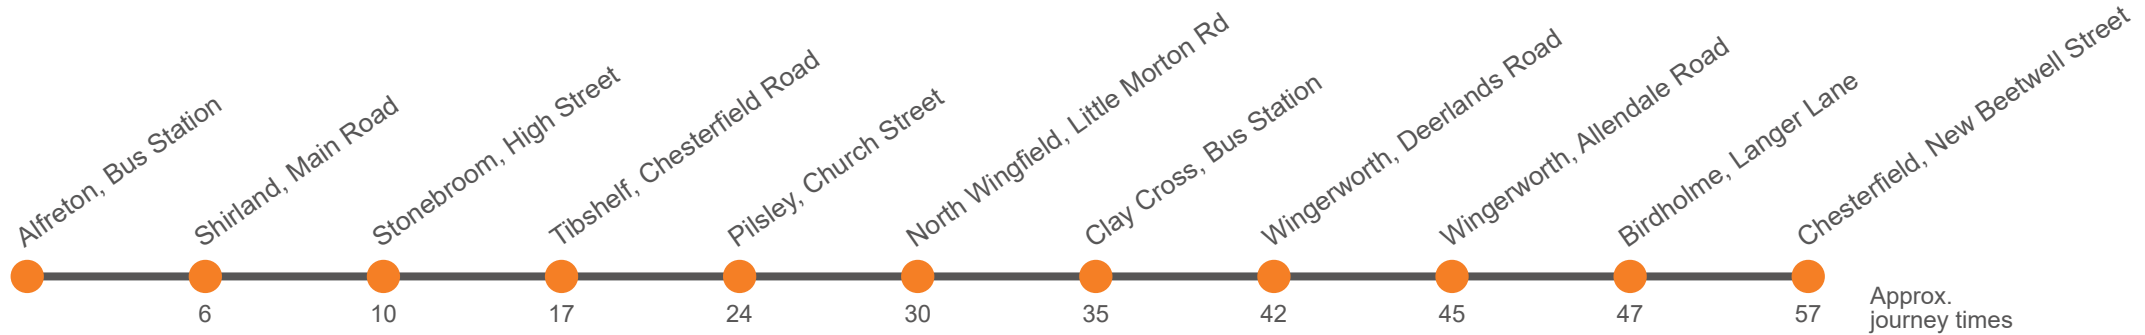 Alfreton, Bus Station
Shirland, Main Road
Stonebroom, High Street
Tibshelf, Chesterfield Road
Pilsley, Church Street
North Wingfield, Little Morton Rd
Clay Cross, Bus Station
Wingerworth, Deerlands Road
Wingerworth, Allendale Road
Birdholme, Langer Lane
Chesterfield, New Beetwell Street
6 10 17 24 30 35 42 45 47 57
Approx.
journey times